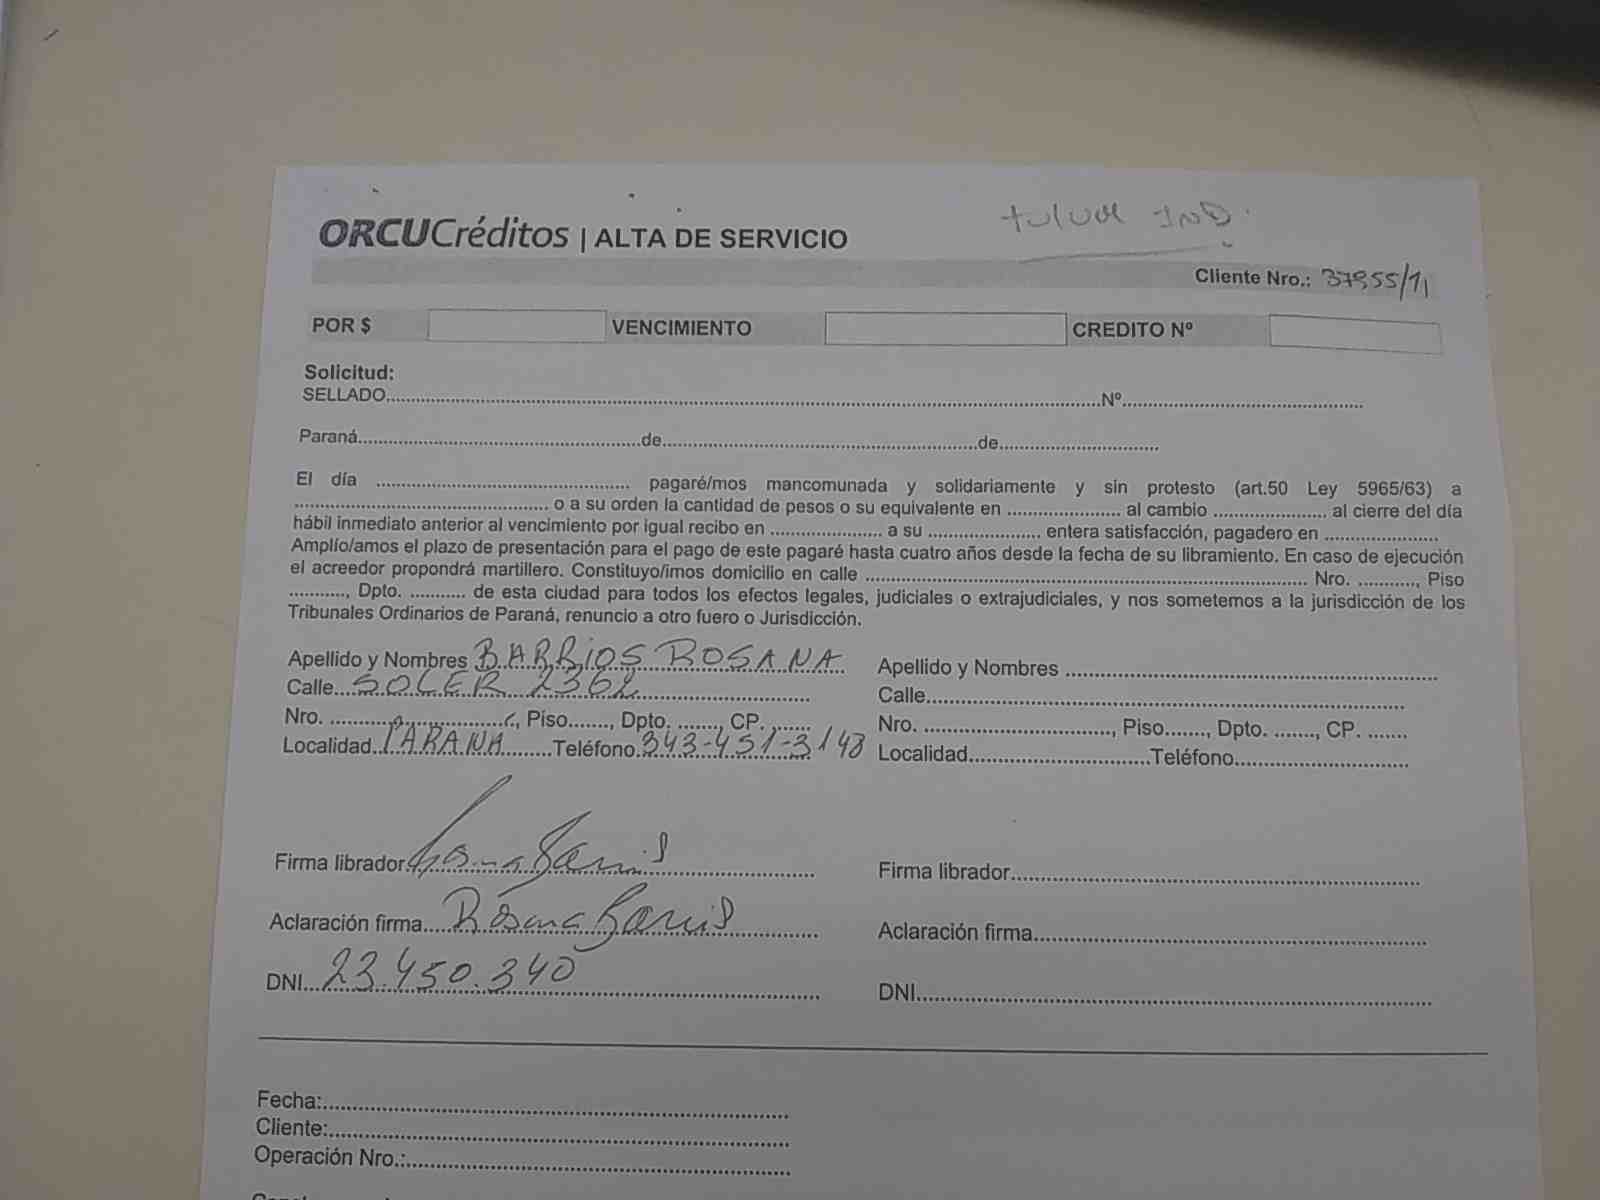 ORCUCréditos | ALTA DE SERVICIO
IND.
Cliente Nro.: 37955/11
POR $ VENCIMIENTO CREDITO Nº
Solicitud:
SELLADO....................Nº....................
Paraná....................de....................de....................
El día .................... pagaré/mos mancomunada y solidariamente y sin protesto (art.50 Ley 5965/63) a
.................... o a su orden la cantidad de pesos o su equivalente en .................... al cambio .................... al cierre del día
hábil inmediato anterior al vencimiento por igual recibo en .................... a su .................... entera satisfacción, pagadero en ....................
Amplío/amos el plazo de presentación para el pago de este pagaré hasta cuatro años desde la fecha de su libramiento. En caso de ejecución
el acreedor propondrá martillero. Constituyo/imos domicilio en calle .................... Nro. ..........., Piso
..........., Dpto. .......... de esta ciudad para todos los efectos legales, judiciales o extrajudiciales, y nos sometemos a la jurisdicción de los
Tribunales Ordinarios de Paraná, renuncio a otro fuero o Jurisdicción.
Apellido y Nombres BARRIOS ROSANA
Calle....SOLER 2362....................
Nro. ...................., Piso......., Dpto. ......., CP. .......
Localidad..PARANA........Teléfono.343-451-3148
Firma librador....................
Aclaración firma....Rosana Barrios....................
DNI...23.450.340....................
Apellido y Nombres ....................
Calle....................
Nro. ...................., Piso......., Dpto. ......., CP. .......
Localidad....................Teléfono....................
Firma librador....................
Aclaración firma....................
DNI....................
Fecha:....................
Cliente:....................
Operación Nro.:....................